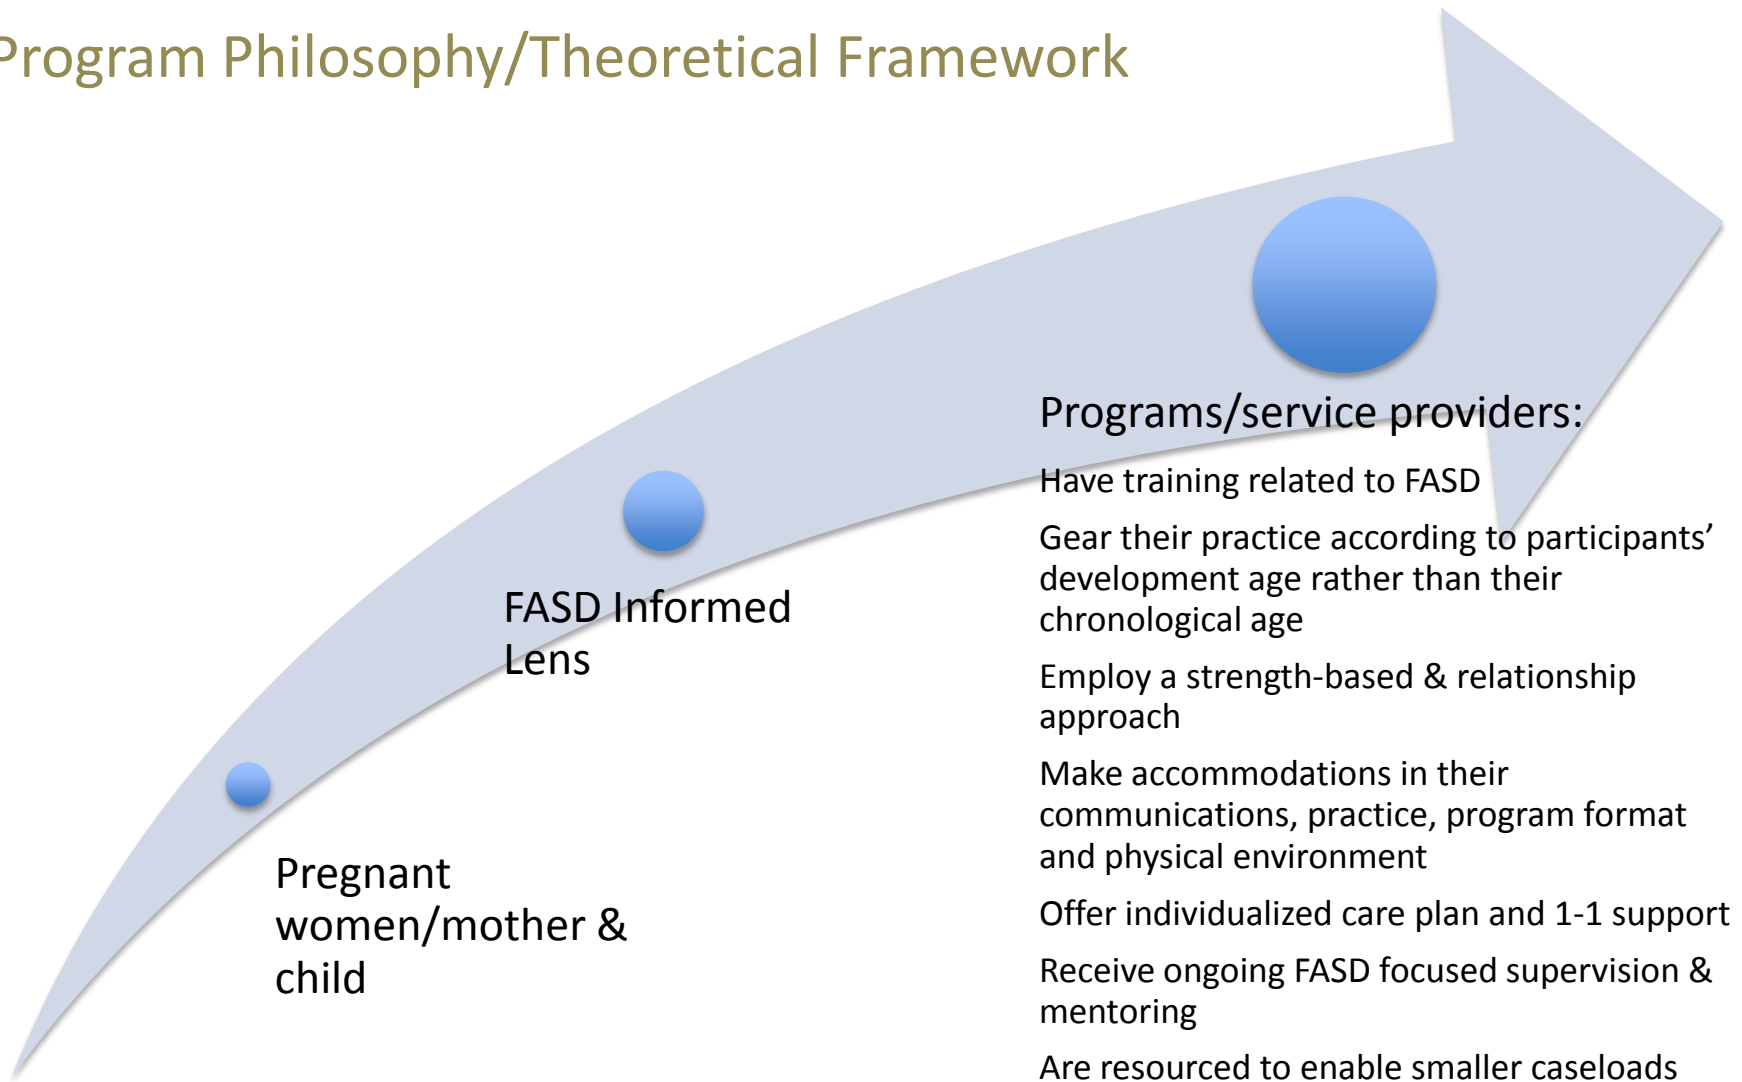 Program Philosophy/Theoretical Framework
Pregnant
women/mother &
child
FASD Informed
Lens
Programs/service providers:
Have training related to FASD
Gear their practice according to participants’
development age rather than their
chronological age
Employ a strength-based & relationship
approach
Make accommodations in their
communications, practice, program format
and physical environment
Offer individualized care plan and 1-1 support
Receive ongoing FASD focused supervision &
mentoring
Are resourced to enable smaller caseloads